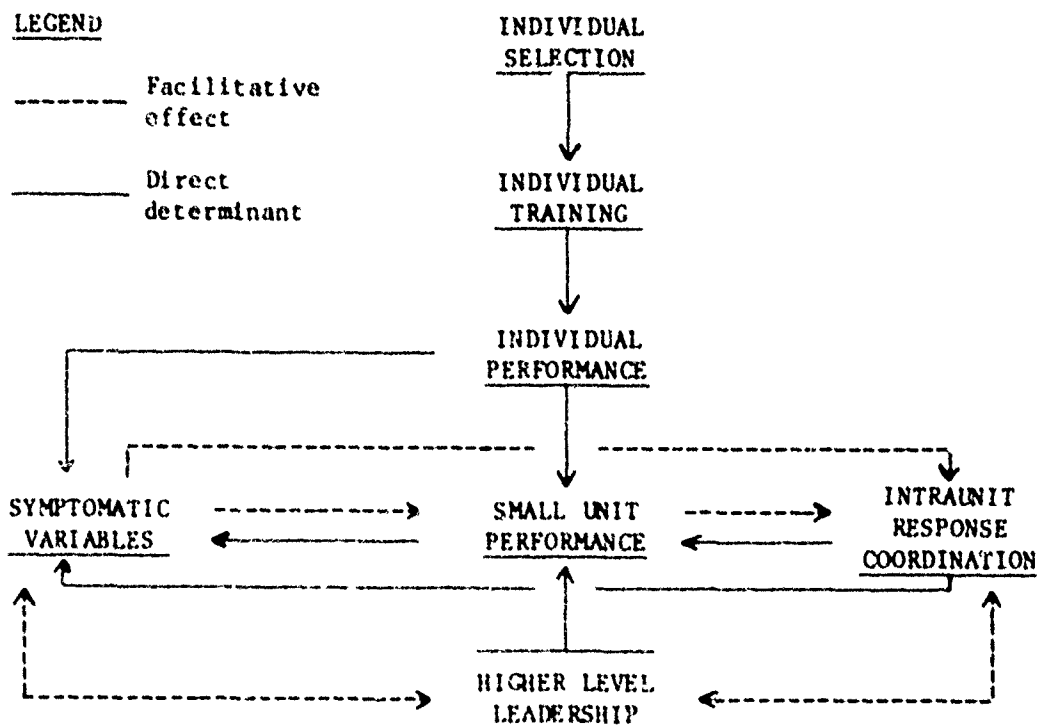 LEGEND
Facilitative
effect
Direct
determinant
INDIVIDUAL
SELECTION
INDIVIDUAL
TRAINING
INDIVIDUAL
PERFORMANCE
SYMPTOMATIC
VARIABLES
SMALL UNIT
PERFORMANCE
INTRAUNIT
RESPONSE
COORDINATION
HIGHER LEVEL
LEADERSHIP